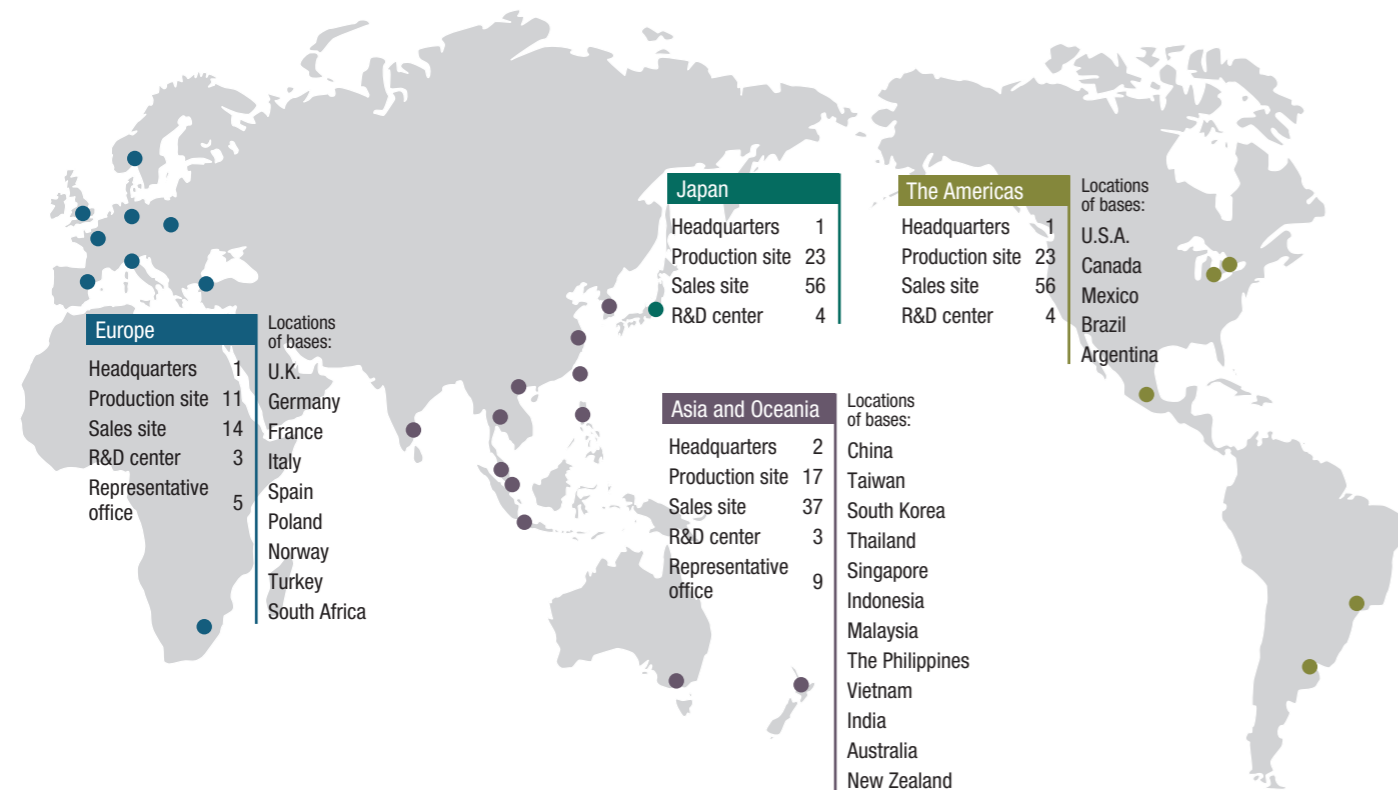 Japan
Headquarters 1
Production site 23
Sales site 56
R&D center 4
The Americas
Headquarters 1
Production site 23
Sales site 56
R&D center 4
Locations
of bases:
U.S.A.
Canada
Mexico
Brazil
Argentina
Europe
Headquarters 1
Production site 11
Sales site 14
R&D center 3
Representative
office 5
Locations
of bases:
U.K.
Germany
France
Italy
Spain
Poland
Norway
Turkey
South Africa
Asia and Oceania
Headquarters 2
Production site 17
Sales site 37
R&D center 3
Representative
office 9
Locations
of bases:
China
Taiwan
South Korea
Thailand
Singapore
Indonesia
Malaysia
The Philippines
Vietnam
India
Australia
New Zealand